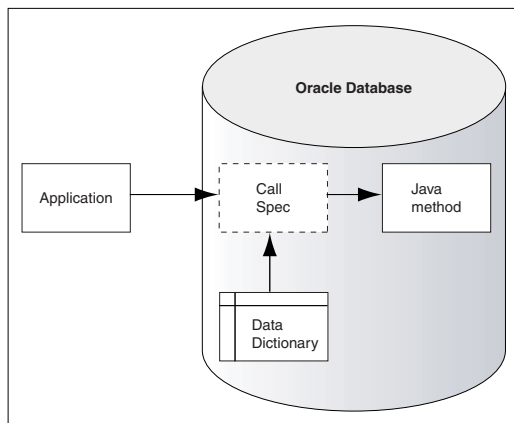 Oracle Database
Application
Call
Spec
Java
method
Data
Dictionary